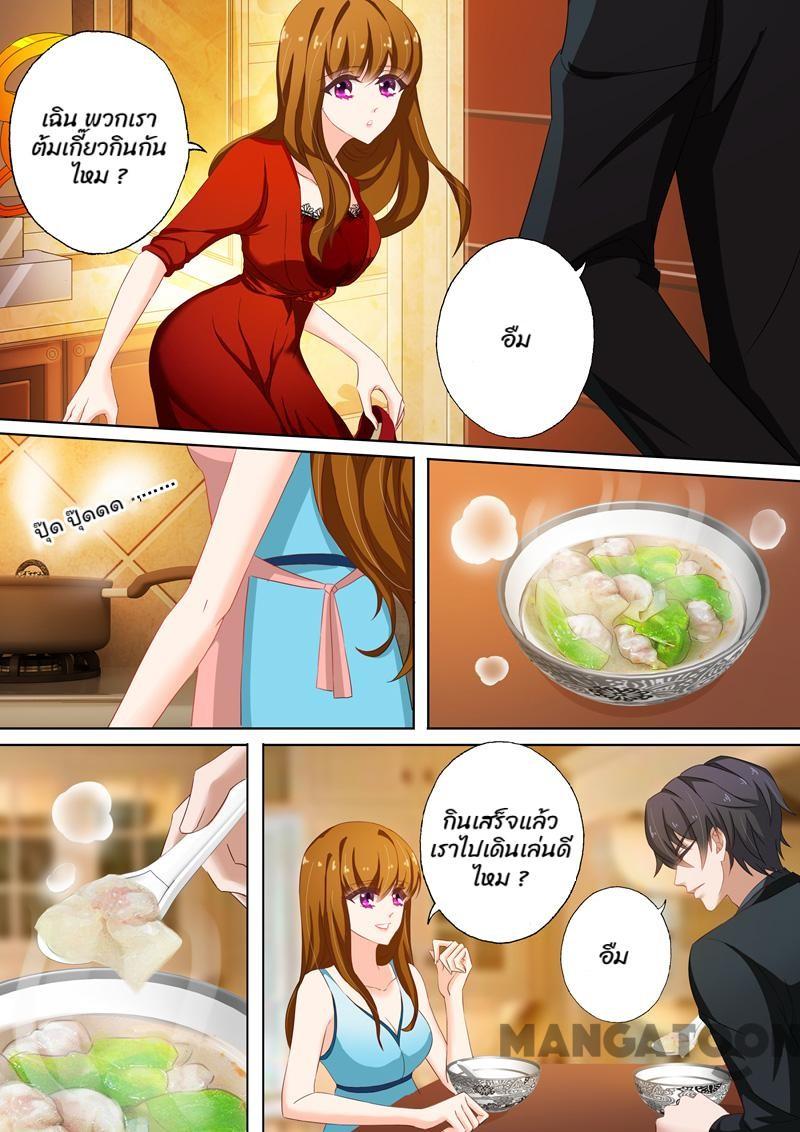 เฉิน พวกเรา
ต้มเกี๊ยวกินกัน
ไหม ?
อืม
ปุ๊ด ปุ๊ดดด ........
กินเสร็จแล้ว
เราไปเดินเล่นดี
ไหม ?
อืม
MANGATOON